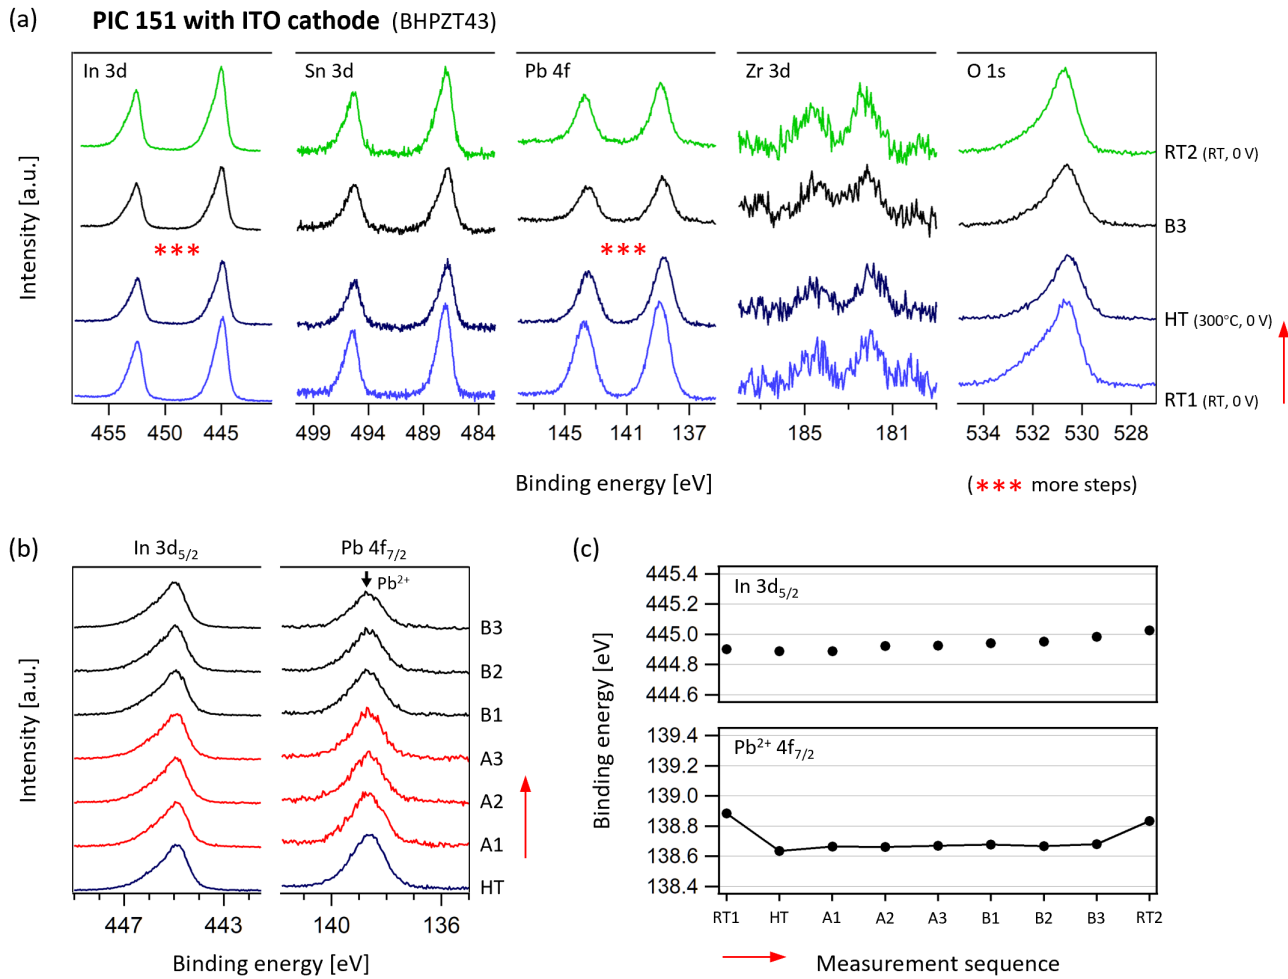 (a) PIC 151 with ITO cathode (BHPZT43)
In 3d Sn 3d Pb 4f Zr 3d O 1s
RT2 (RT, 0 V)
B3
*** ***
HT (300°C, 0 V)
RT1 (RT, 0 V)
Intensity [a.u.]
455 450 445 499 494 489 484 145 141 137 185 181 534 532 530 528
Binding energy [eV] (*** more steps)
(b) In 3d5/2 Pb 4f7/2
Pb2+
B3
B2
B1
A3
A2
A1
HT
Intensity [a.u.]
447 443 140 136
Binding energy [eV]
(c)
445.4
In 3d5/2
445.2
445.0
444.8
444.6
139.4
Pb2+ 4f7/2
139.2
139.0
138.8
138.6
138.4
Binding energy [eV]
RT1 HT A1 A2 A3 B1 B2 B3 RT2
Measurement sequence